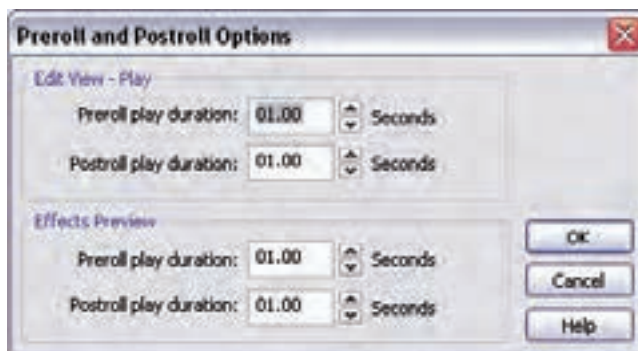 Preroll and Postroll Options
Edit View - Play
Preroll play duration: 01.00 Seconds
Postroll play duration: 01.00 Seconds
Effects Preview
Preroll play duration: 01.00 Seconds
Postroll play duration: 01.00 Seconds
OK
Cancel
Help